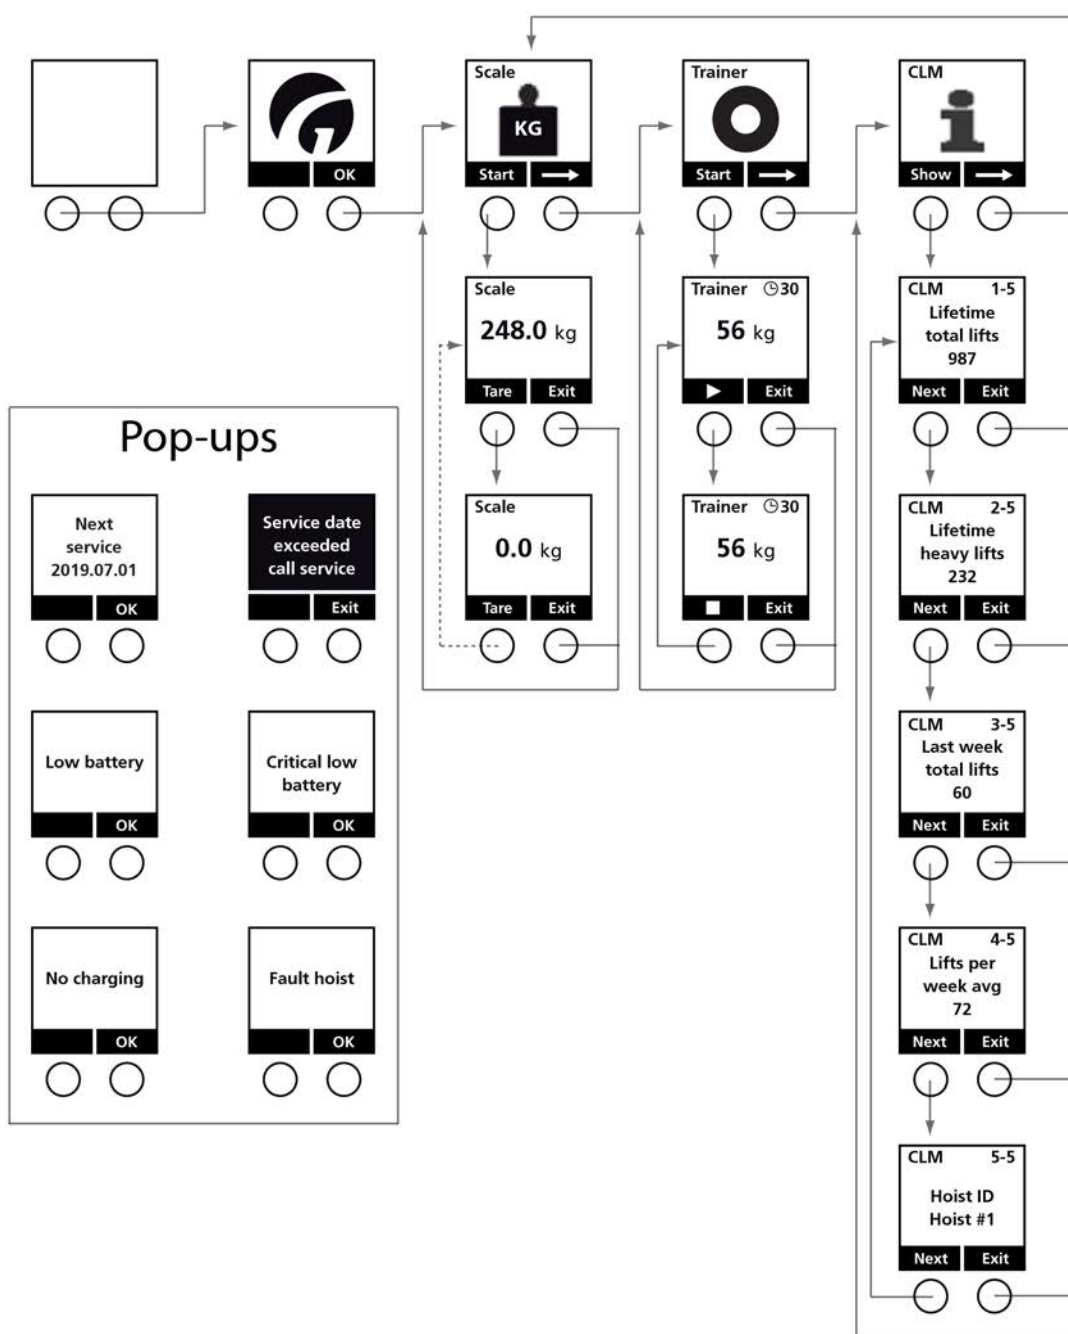 OK
Scale
KG
Start
Trainer
Start
CLM
Show
Scale
248.0 kg
Tare Exit
Scale
0.0 kg
Tare Exit
Trainer 30
56 kg
Exit
Trainer 30
56 kg
Exit
CLM 1-5
Lifetime
total lifts
987
Next Exit
CLM 2-5
Lifetime
heavy lifts
232
Next Exit
CLM 3-5
Last week
total lifts
60
Next Exit
CLM 4-5
Lifts per
week avg
72
Next Exit
CLM 5-5
Hoist ID
Hoist #1
Next Exit
Pop-ups
Next
service
2019.07.01
OK
Service date
exceeded
call service
Exit
Low battery
OK
Critical low
battery
OK
No charging
OK
Fault hoist
OK